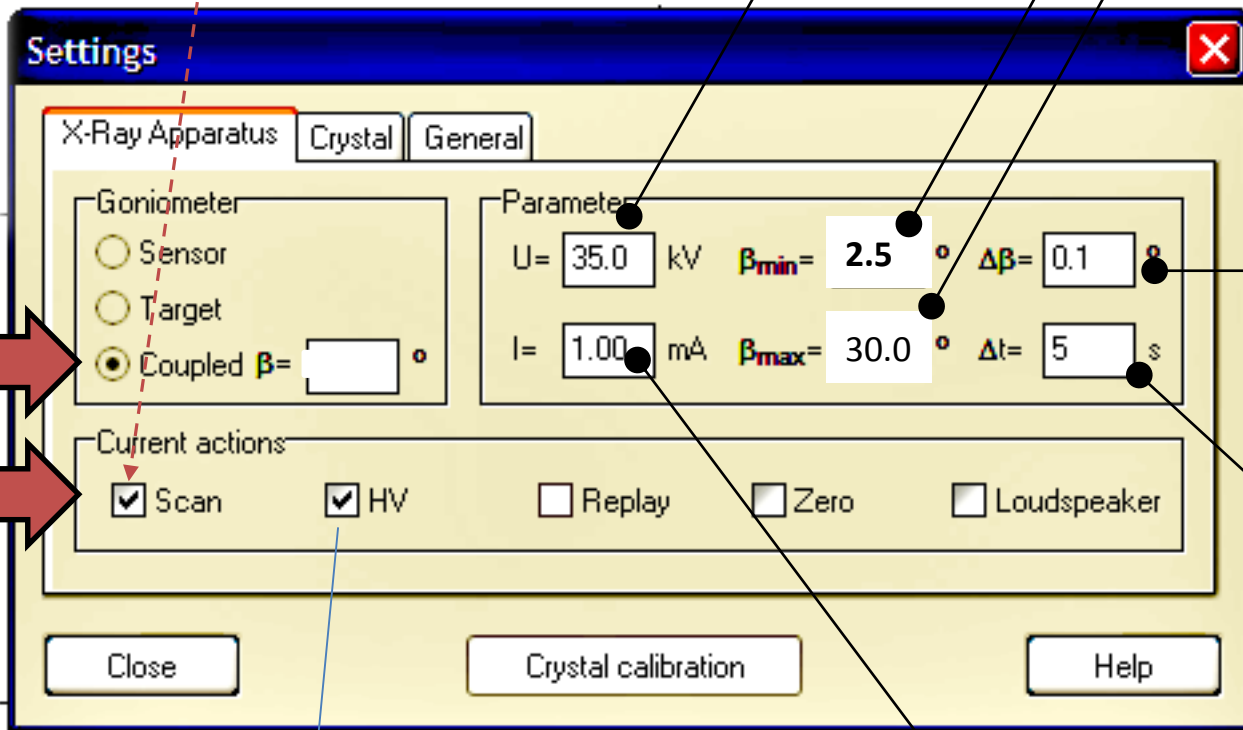 Settings
X-Ray Apparatus Crystal General
Goniometer
Sensor
Target
Coupled β= °
Parameter
U= 35.0 kV βmin= 2.5 ° Δβ= 0.1 °
I= 1.00 mA βmax= 30.0 ° Δt= 5 s
Current actions
Scan HV Replay Zero Loudspeaker
Close Crystal calibration Help